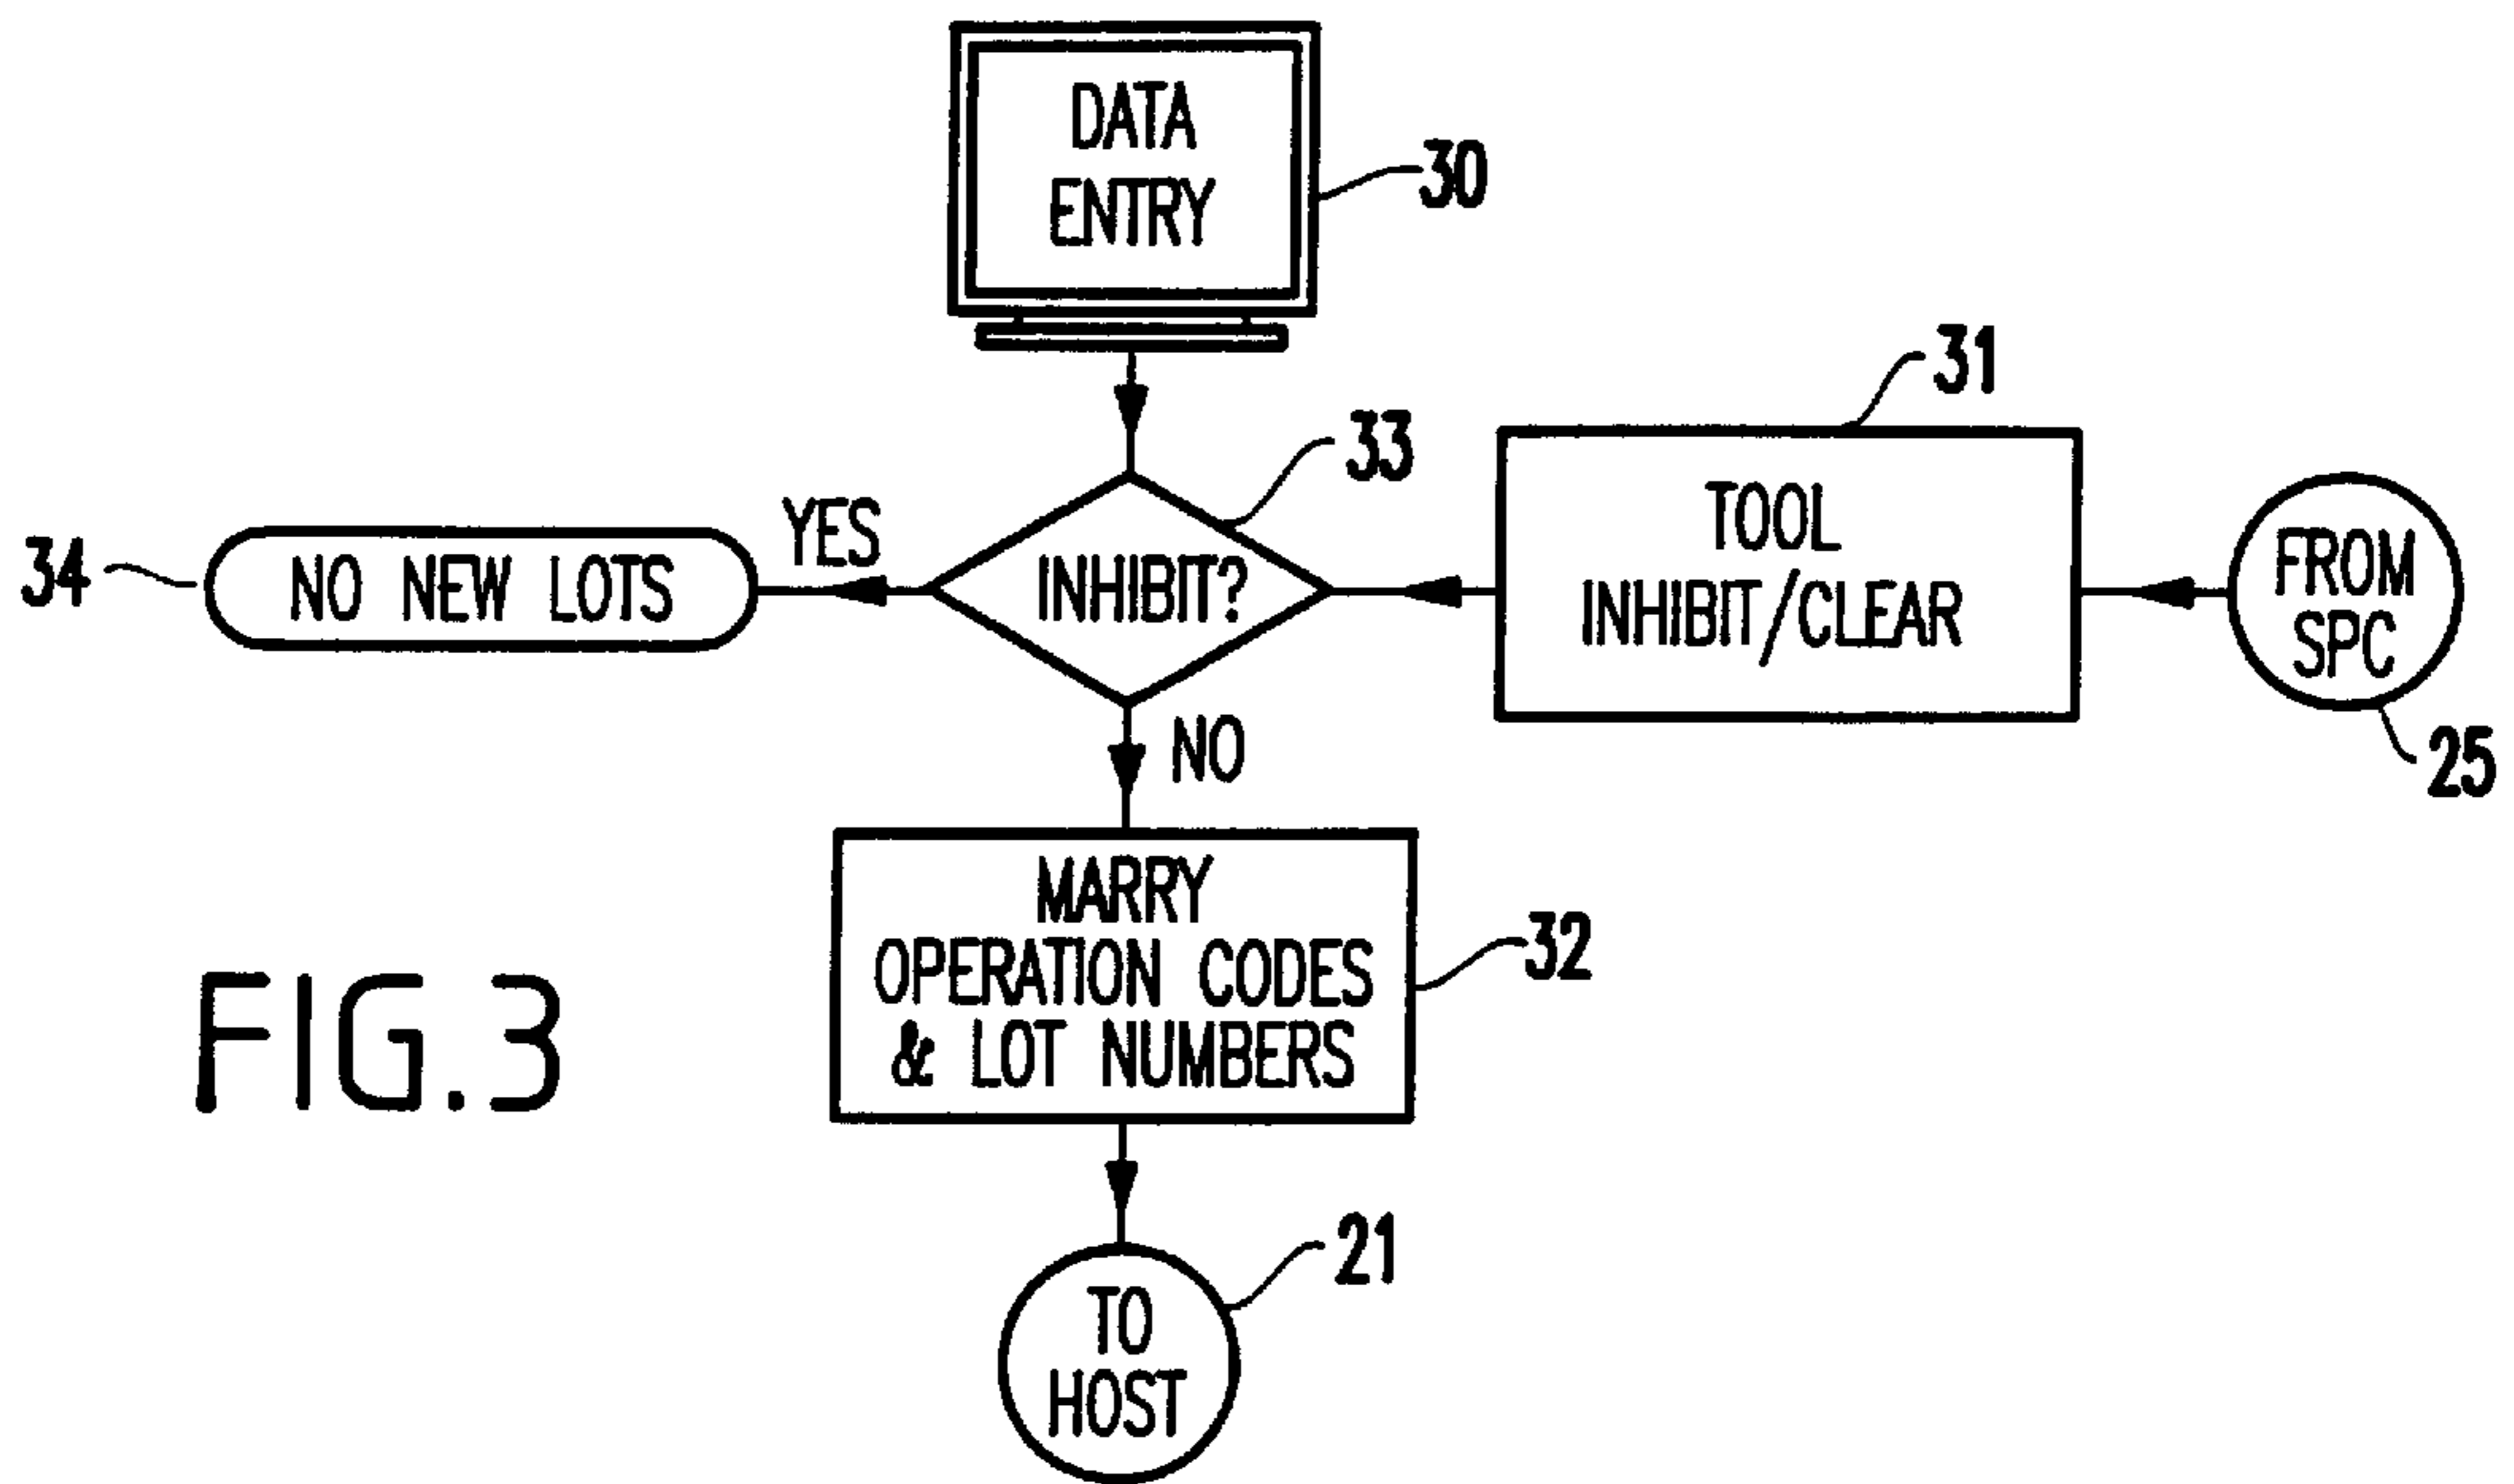 DATA
ENTRY
30
31
33
YES
34
NO NEW LOTS
INHIBIT?
TOOL
INHIBIT/CLEAR
FROM
SPC
25
NO
MARRY
OPERATION CODES
& LOT NUMBERS
32
FIG.3
21
TO
HOST